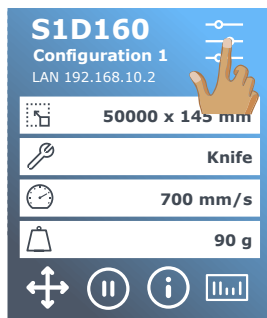 S1D160
Configuration 1
LAN 192.168.10.2
50000 x 145 mm
Knife
700 mm/s
90 g